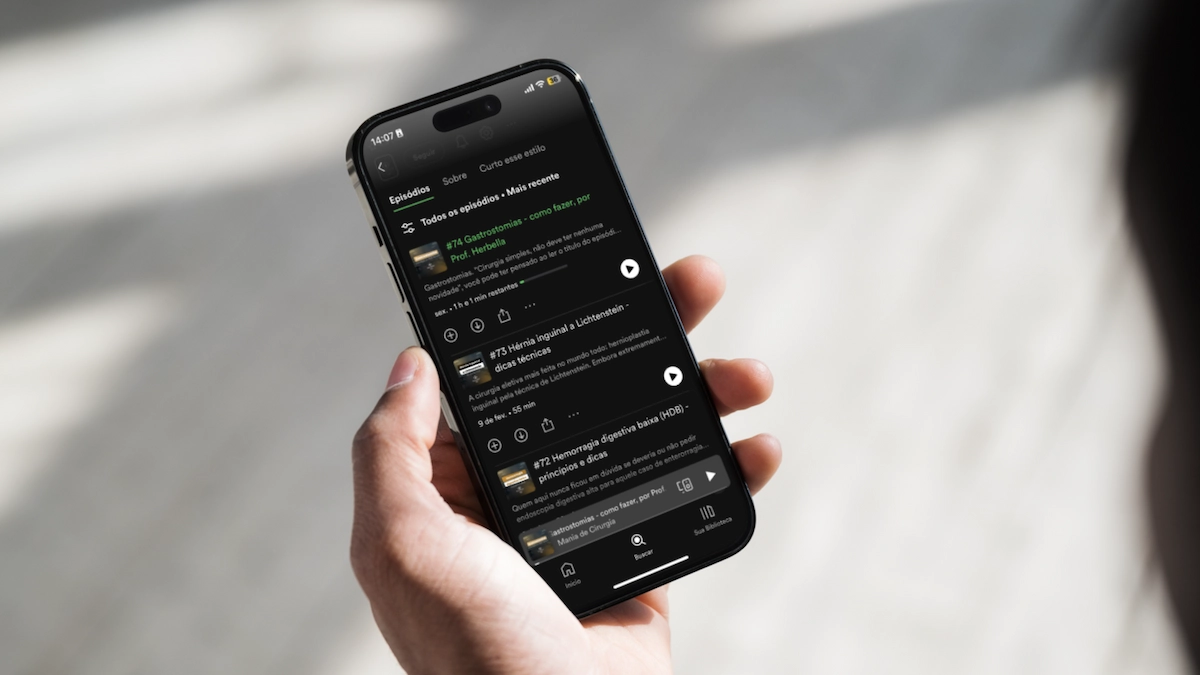 14:07
Seguir
Episódios Sobre Curto esse estilo
Todos os episódios • Mais recente
#74 Gastrostomias - como fazer, por
Prof. Herbella
Gastrostomias. "Cirurgia simples, não deve ter nenhuma
novidade", você pode ter pensado ao ler o título do episódi...
sex. • 1 h e 1 min restantes
#73 Hérnia inguinal a Lichtenstein -
dicas técnicas
A cirurgia eletiva mais feita no mundo todo: hernioplastia
inguinal pela técnica de Lichtenstein. Embora extremament...
9 de fev. • 55 min
#72 Hemorragia digestiva baixa (HDB) -
princípios e dicas
Quem aqui nunca ficou em dúvida se deveria ou não pedir
endoscopia digestiva alta para aquele caso de enterorragia...
iastrostomias - como fazer, por Prof
Mania de Cirurgia
Início
Buscar
Sua Biblioteca